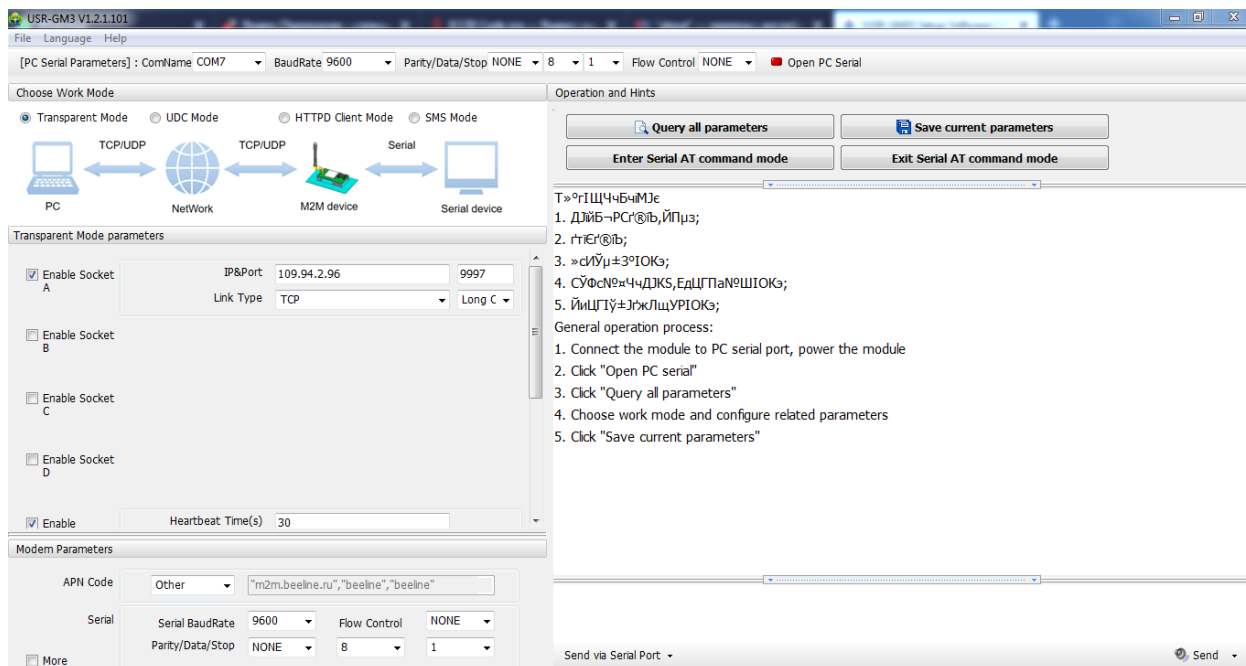 USR-GM3 V1.2.1.101
File Language Help
[PC Serial Parameters] : ComName COM7 BaudRate 9600 Parity/Data/Stop NONE 8 1 Flow Control NONE Open PC Serial
Choose Work Mode
Transparent Mode UDC Mode HTTPD Client Mode SMS Mode
TCP/UDP TCP/UDP Serial
PC NetWork M2M device Serial device
Transparent Mode parameters
Enable Socket A
IP&Port 109.94.2.96 9997
Link Type TCP Long C
Enable Socket B
Enable Socket C
Enable Socket D
Enable Heartbeat Time(s) 30
Modem Parameters
APN Code Other "m2m.beeline.ru","beeline","beeline"
Serial Serial BaudRate 9600 Flow Control NONE
Parity/Data/Stop NONE 8 1
More
Operation and Hints
Query all parameters Save current parameters
Enter Serial AT command mode Exit Serial AT command mode
General operation process:
1. Connect the module to PC serial port, power the module
2. Click "Open PC serial"
3. Click "Query all parameters"
4. Choose work mode and configure related parameters
5. Click "Save current parameters"
Send via Serial Port Send